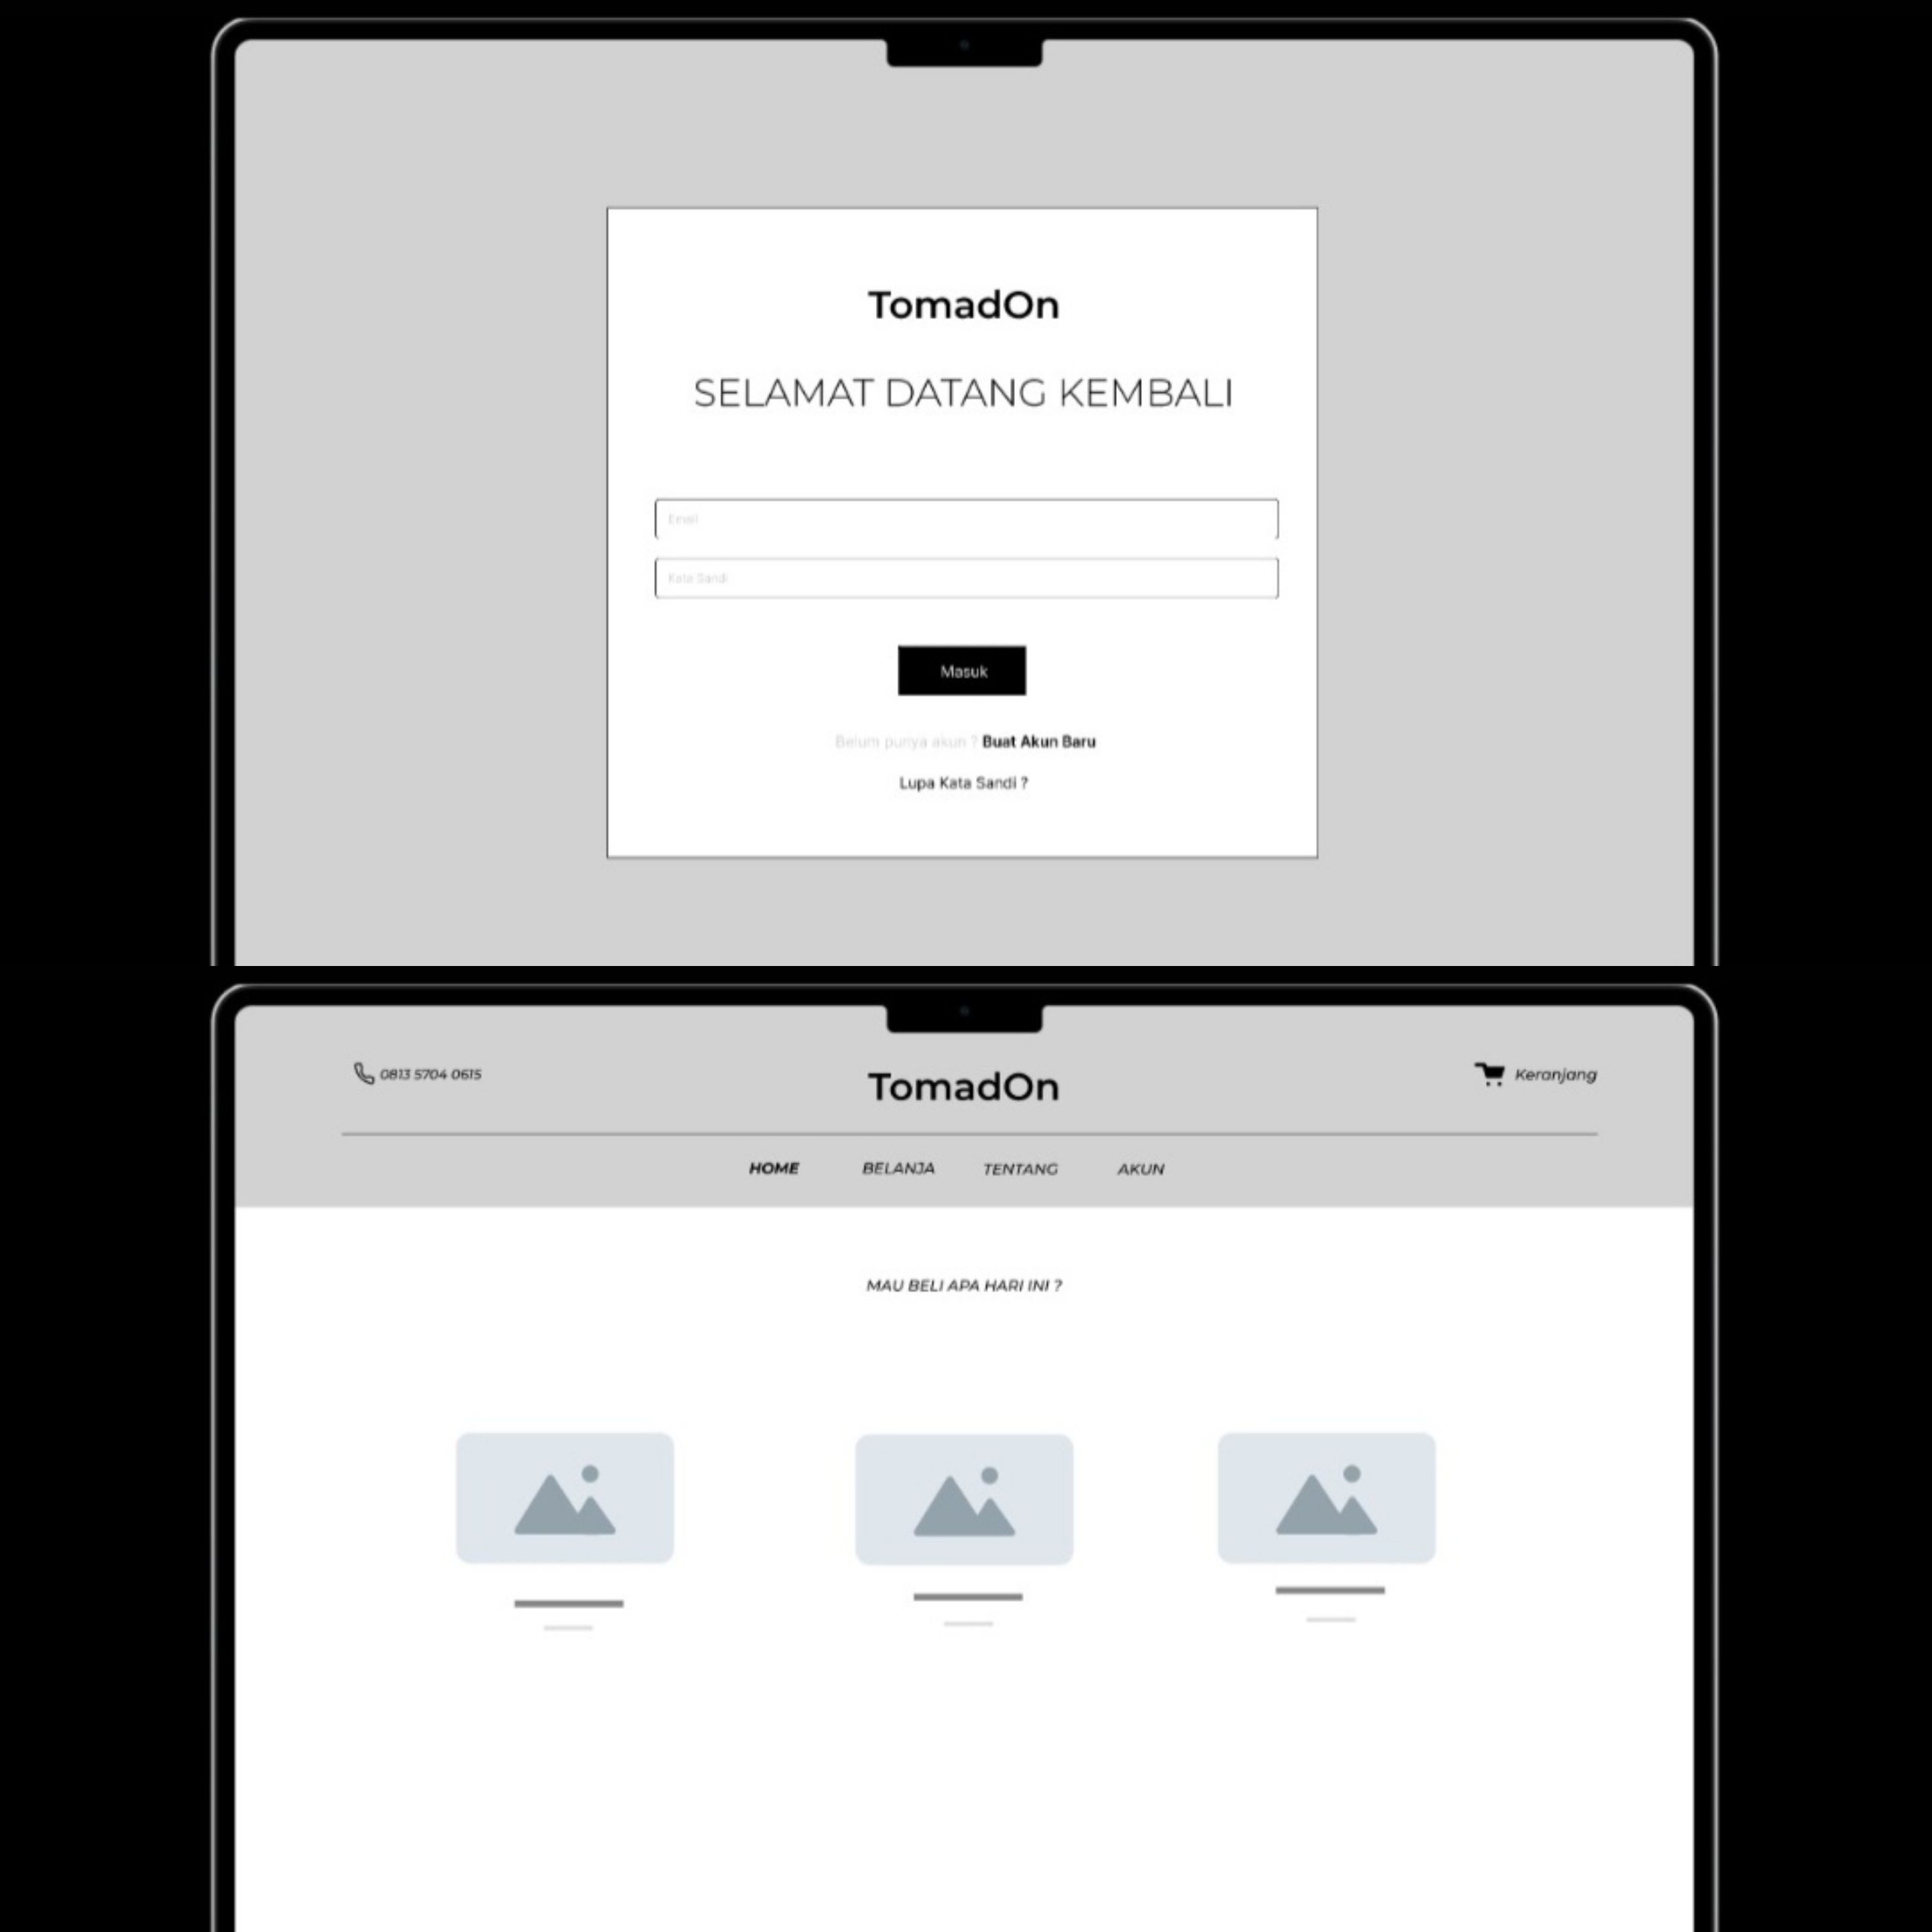 TomadOn
SELAMAT DATANG KEMBALI
Email
Kata Sandi
Masuk
Belum punya akun ? Buat Akun Baru
Lupa Kata Sandi ?
0813 5704 0615
TomadOn
Keranjang
HOME BELANJA TENTANG AKUN
MAU BELI APA HARI INI ?